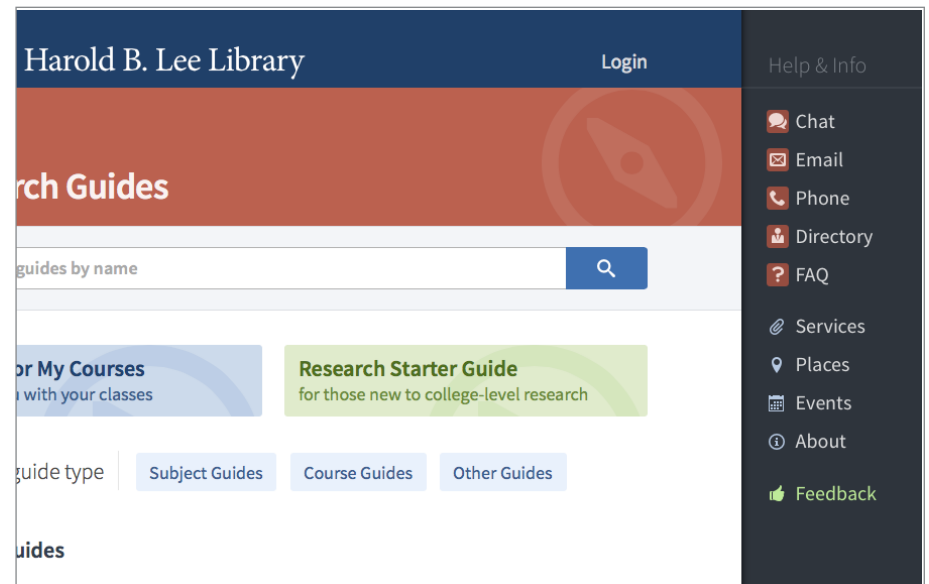 Harold B. Lee Library
Login
rch Guides
guides by name
or My Courses
with your classes
Research Starter Guide
for those new to college-level research
guide type
Subject Guides
Course Guides
Other Guides
uides
Help & Info
Chat
Email
Phone
Directory
FAQ
Services
Places
Events
About
Feedback